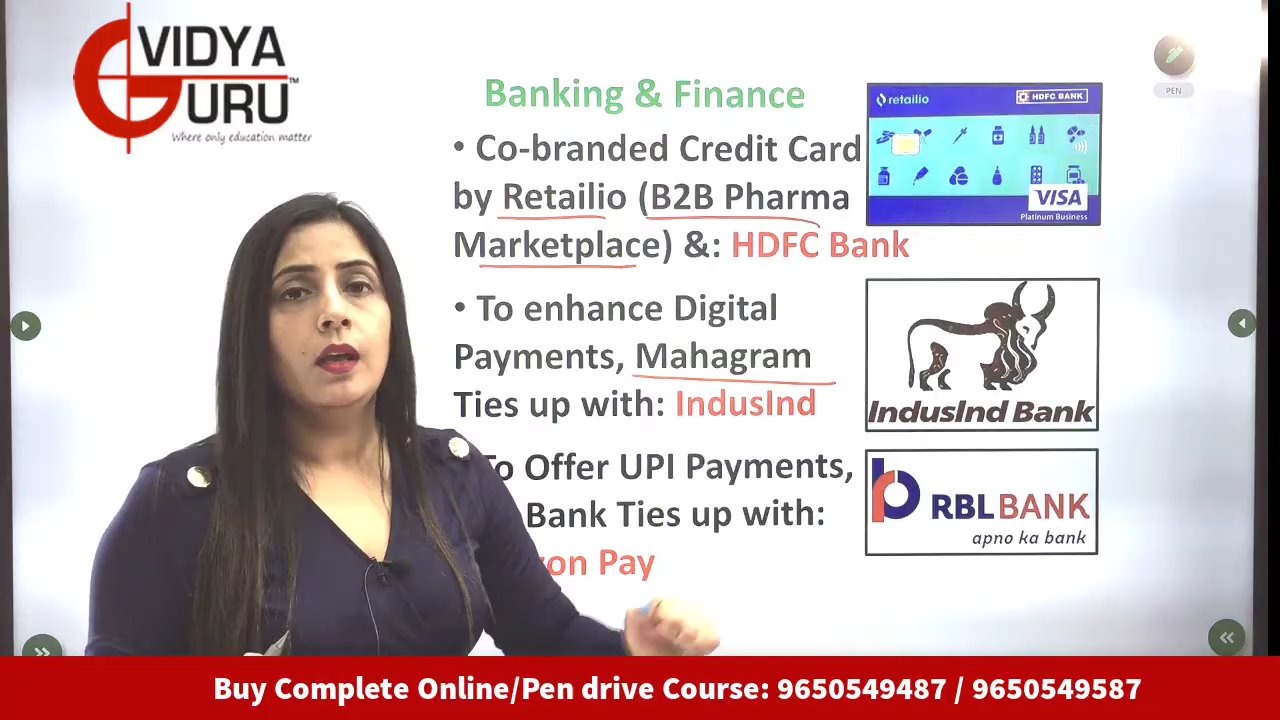 VIDYA
GURU™
Where only education matter
PEN
Banking & Finance
• Co-branded Credit Card
by Retailio (B2B Pharma
Marketplace) &: HDFC Bank
• To enhance Digital
Payments, Mahagram
Ties up with: IndusInd
To Offer UPI Payments,
Bank Ties up with:
Pay
retailio
HDFC BANK
VISA
Platinum Business
IndusInd Bank
RBL BANK
apno ka bank
Buy Complete Online/Pen drive Course: 9650549487 / 9650549587